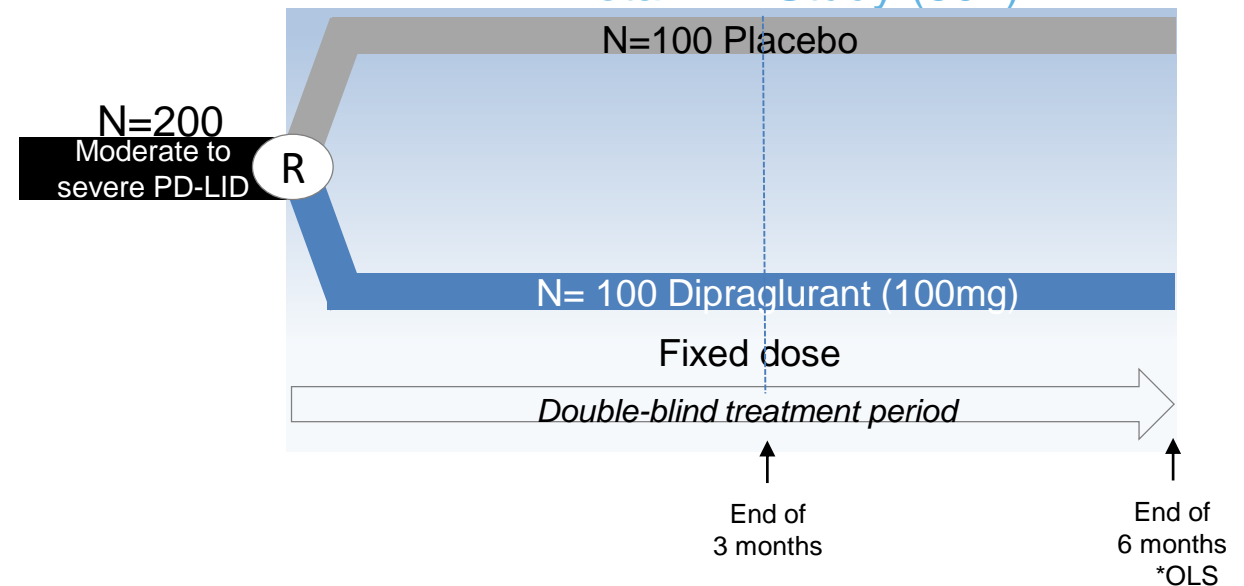 N=100 Placebo
N=200
Moderate to
severe PD-LID
R
N= 100 Dipraglurant (100mg)
Fixed dose
Double-blind treatment period
End of
3 months
End of
6 months
*OLS